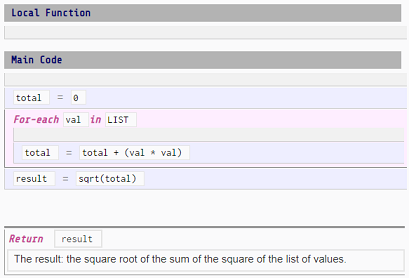 Local Function
Main Code
total = 0
For-each val in LIST
total = total + (val * val)
result = sqrt(total)
Return result
The result: the square root of the sum of the square of the list of values.